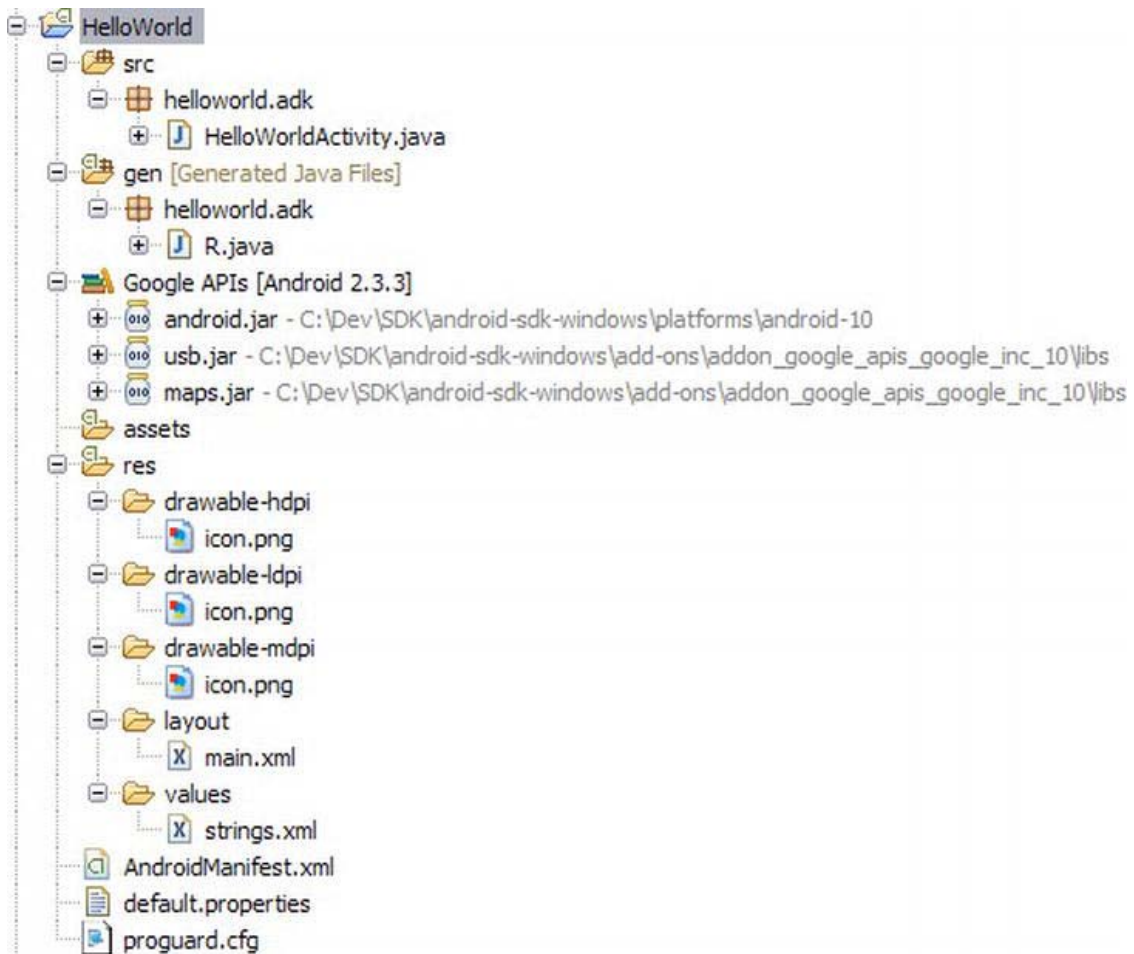 HelloWorld
src
helloworld.adk
HelloWorldActivity.java
gen [Generated Java Files]
helloworld.adk
R.java
Google APIs [Android 2.3.3]
android.jar - C:\Dev\SDK\android-sdk-windows\platforms\android-10
usb.jar - C:\Dev\SDK\android-sdk-windows\add-ons\addon_google_apis_google_inc_10\libs
maps.jar - C:\Dev\SDK\android-sdk-windows\add-ons\addon_google_apis_google_inc_10\libs
assets
res
drawable-hdpi
icon.png
drawable-ldpi
icon.png
drawable-mdpi
icon.png
layout
main.xml
values
strings.xml
AndroidManifest.xml
default.properties
proguard.cfg